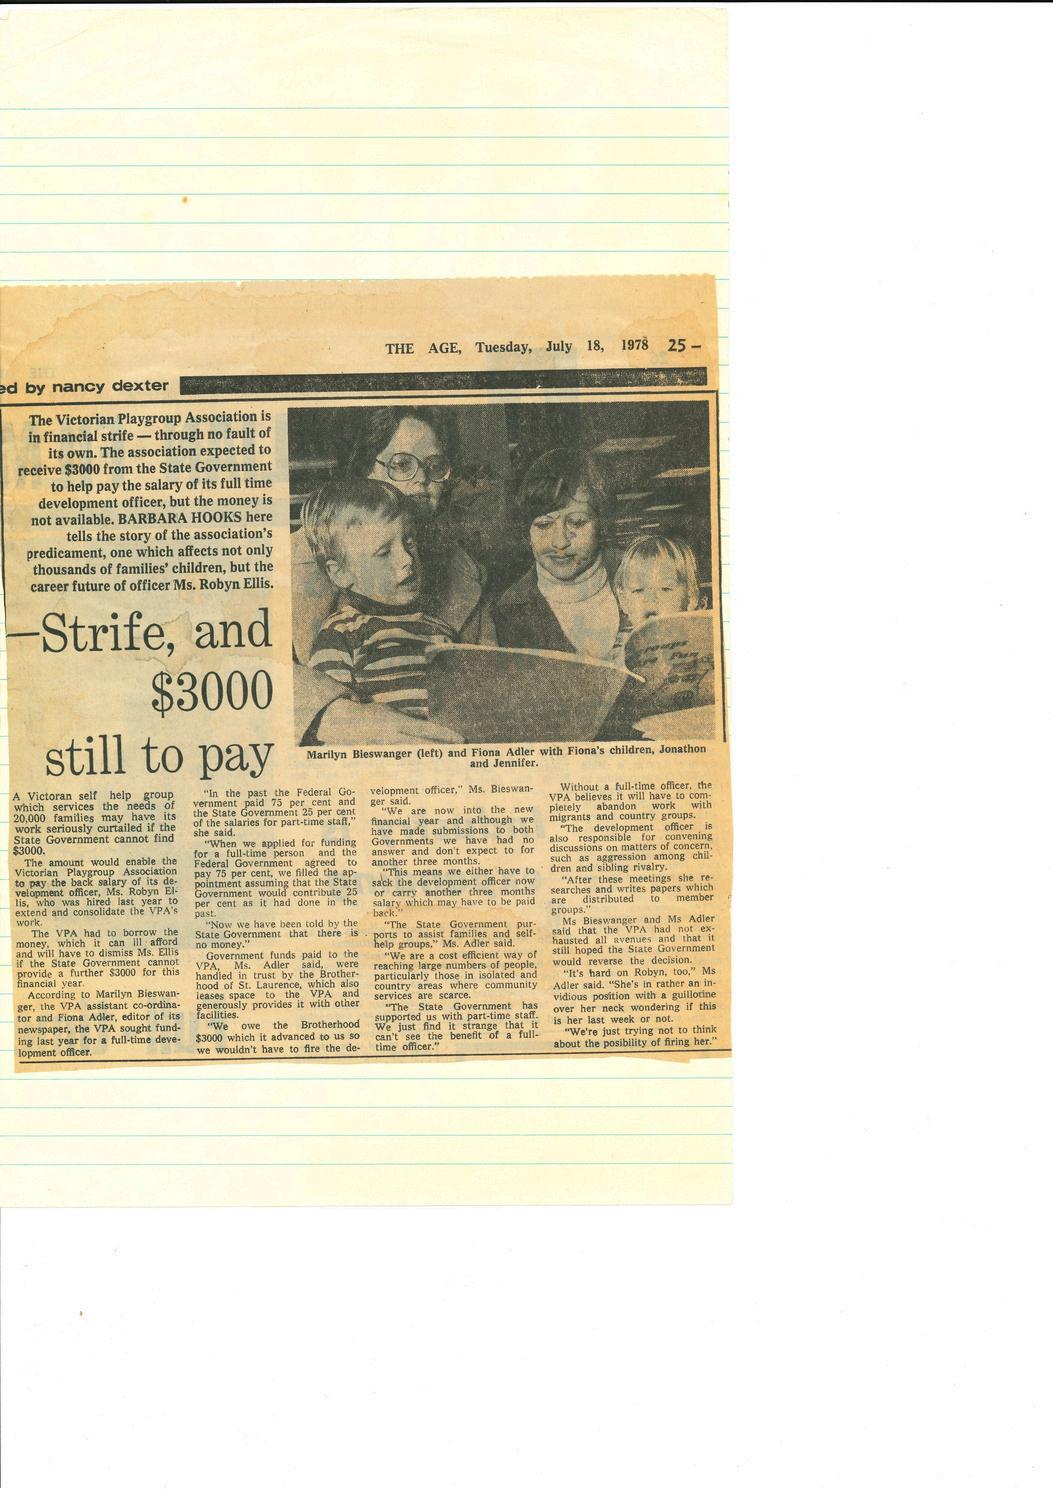 THE AGE, Tuesday, July 18, 1978 25 –
ed by nancy dexter
The Victorian Playgroup Association is
in financial strife — through no fault of
its own. The association expected to
receive $3000 from the State Government
to help pay the salary of its full time
development officer, but the money is
not available. BARBARA HOOKS here
tells the story of the association's
predicament, one which affects not only
thousands of families' children, but the
career future of officer Ms. Robyn Ellis.
—Strife, and
$3000
still to pay
Marilyn Bieswanger (left) and Fiona Adler with Fiona's children, Jonathon
and Jennifer.
A Victoran self help group
which services the needs of
20,000 families may have its
work seriously curtailed if the
State Government cannot find
$3000.
The amount would enable the
Victorian Playgroup Association
to pay the back salary of its de-
velopment officer, Ms. Robyn El-
lis, who was hired last year to
extend and consolidate the VPA's
work.
The VPA had to borrow the
money, which it can ill afford
and will have to dismiss Ms. Ellis
if the State Government cannot
provide a further $3000 for this
financial year.
According to Marilyn Bieswan-
ger, the VPA assistant co-ordina-
tor and Fiona Adler, editor of its
newspaper, the VPA sought fund-
ing last year for a full-time deve-
lopment officer.
"In the past the Federal Go-
vernment paid 75 per cent and
the State Government 25 per cent
of the salaries for part-time staff,"
she said.
"When we applied for funding
for a full-time person and the
Federal Government agreed to
pay 75 per cent, we filled the ap-
pointment assuming that the State
Government would contribute 25
per cent as it had done in the
past.
"Now we have been told by the
State Government that there is
no money."
Government funds paid to the
VPA, Ms. Adler said, were
handled in trust by the Brother-
hood of St. Laurence, which also
leases space to the VPA and
generously provides it with other
facilities.
"We owe the Brotherhood
$3000 which it advanced to us so
we wouldn't have to fire the de-
velopment officer," Ms. Bieswan-
ger said.
"We are now into the new
financial year and although we
have made submissions to both
Governments we have had no
answer and don't expect to for
another three months.
"This means we either have to
sack the development officer now
or carry another three months
salary which may have to be paid
back."
"The State Government pur-
ports to assist families and self-
help groups," Ms. Adler said.
"We are a cost efficient way of
reaching large numbers of people,
particularly those in isolated and
country areas where community
services are scarce.
"The State Government has
supported us with part-time staff.
We just find it strange that it
can't see the benefit of a full-
time officer."
Without a full-time officer, the
VPA believes it will have to com-
pletely abandon work with
migrants and country groups.
"The development officer is
also responsible for convening
discussions on matters of concern,
such as aggression among chil-
dren and sibling rivalry.
"After these meetings she re-
searches and writes papers which
are distributed to member
groups."
Ms Bieswanger and Ms Adler
said that the VPA had not ex-
hausted all avenues and that it
still hoped the State Government
would reverse the decision.
"It's hard on Robyn, too," Ms
Adler said. "She's in rather an in-
vidious position with a guillotine
over her neck wondering if this
is her last week or not.
"We're just trying not to think
about the posibility of firing her."